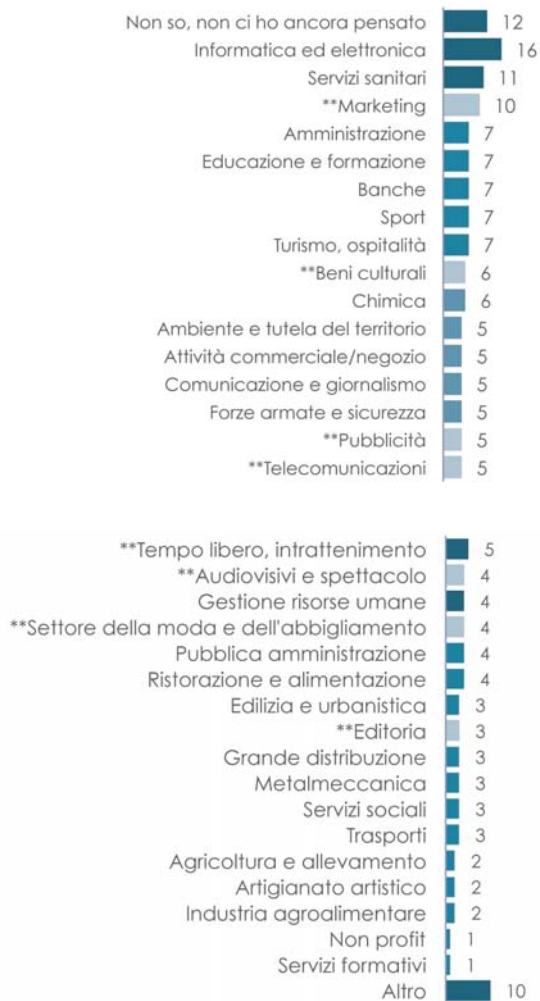 Non so, non ci ho ancora pensato 12
Informatica ed elettronica 16
Servizi sanitari 11
**Marketing 10
Amministrazione 7
Educazione e formazione 7
Banche 7
Sport 7
Turismo, ospitalità 7
**Beni culturali 6
Chimica 6
Ambiente e tutela del territorio 5
Attività commerciale/negozio 5
Comunicazione e giornalismo 5
Forze armate e sicurezza 5
**Pubblicità 5
**Telecomunicazioni 5
**Tempo libero, intrattenimento 5
**Audiovisivi e spettacolo 4
Gestione risorse umane 4
**Settore della moda e dell'abbigliamento 4
Pubblica amministrazione 4
Ristorazione e alimentazione 4
Edilizia e urbanistica 3
**Editoria 3
Grande distribuzione 3
Metalmeccanica 3
Servizi sociali 3
Trasporti 3
Agricoltura e allevamento 2
Artigianato artistico 2
Industria agroalimentare 2
Non profit 1
Servizi formativi 1
Altro 10